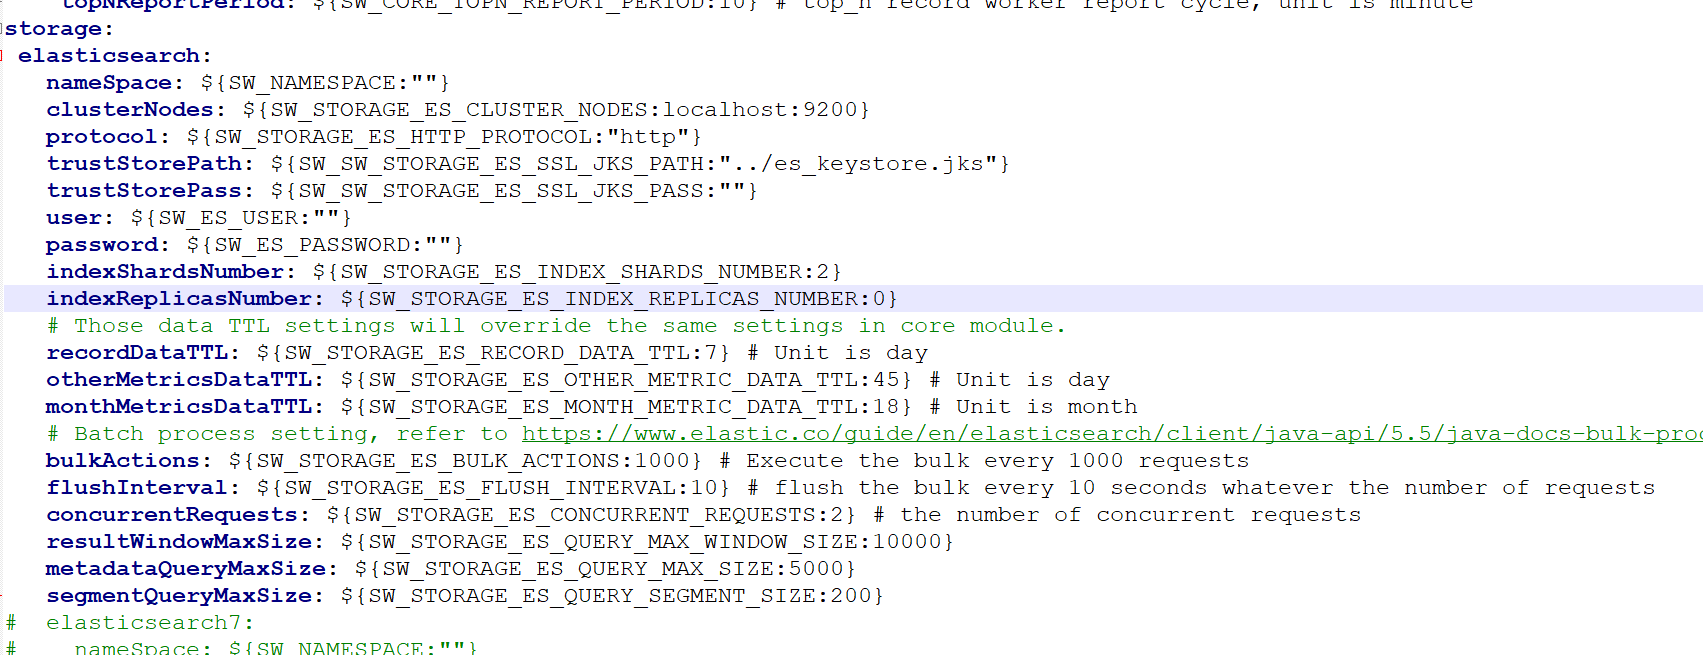 topNReportPeriod: ${SW_CORE_TOPN_REPORT_PERIOD:10} # top_n record worker report cycle, unit is minute
storage:
elasticsearch:
nameSpace: ${SW_NAMESPACE:""}
clusterNodes: ${SW_STORAGE_ES_CLUSTER_NODES:localhost:9200}
protocol: ${SW_STORAGE_ES_HTTP_PROTOCOL:"http"}
trustStorePath: ${SW_SW_STORAGE_ES_SSL_JKS_PATH:"../es_keystore.jks"}
trustStorePass: ${SW_SW_STORAGE_ES_SSL_JKS_PASS:""}
user: ${SW_ES_USER:""}
password: ${SW_ES_PASSWORD:""}
indexShardsNumber: ${SW_STORAGE_ES_INDEX_SHARDS_NUMBER:2}
indexReplicasNumber: ${SW_STORAGE_ES_INDEX_REPLICAS_NUMBER:0}
# Those data TTL settings will override the same settings in core module.
recordDataTTL: ${SW_STORAGE_ES_RECORD_DATA_TTL:7} # Unit is day
otherMetricsDataTTL: ${SW_STORAGE_ES_OTHER_METRIC_DATA_TTL:45} # Unit is day
monthMetricsDataTTL: ${SW_STORAGE_ES_MONTH_METRIC_DATA_TTL:18} # Unit is month
# Batch process setting, refer to https://www.elastic.co/guide/en/elasticsearch/client/java-api/5.5/java-docs-bulk-proc
bulkActions: ${SW_STORAGE_ES_BULK_ACTIONS:1000} # Execute the bulk every 1000 requests
flushInterval: ${SW_STORAGE_ES_FLUSH_INTERVAL:10} # flush the bulk every 10 seconds whatever the number of requests
concurrentRequests: ${SW_STORAGE_ES_CONCURRENT_REQUESTS:2} # the number of concurrent requests
resultWindowMaxSize: ${SW_STORAGE_ES_QUERY_MAX_WINDOW_SIZE:10000}
metadataQueryMaxSize: ${SW_STORAGE_ES_QUERY_MAX_SIZE:5000}
segmentQueryMaxSize: ${SW_STORAGE_ES_QUERY_SEGMENT_SIZE:200}
# elasticsearch7:
# nameSpace: ${SW_NAMESPACE:""}